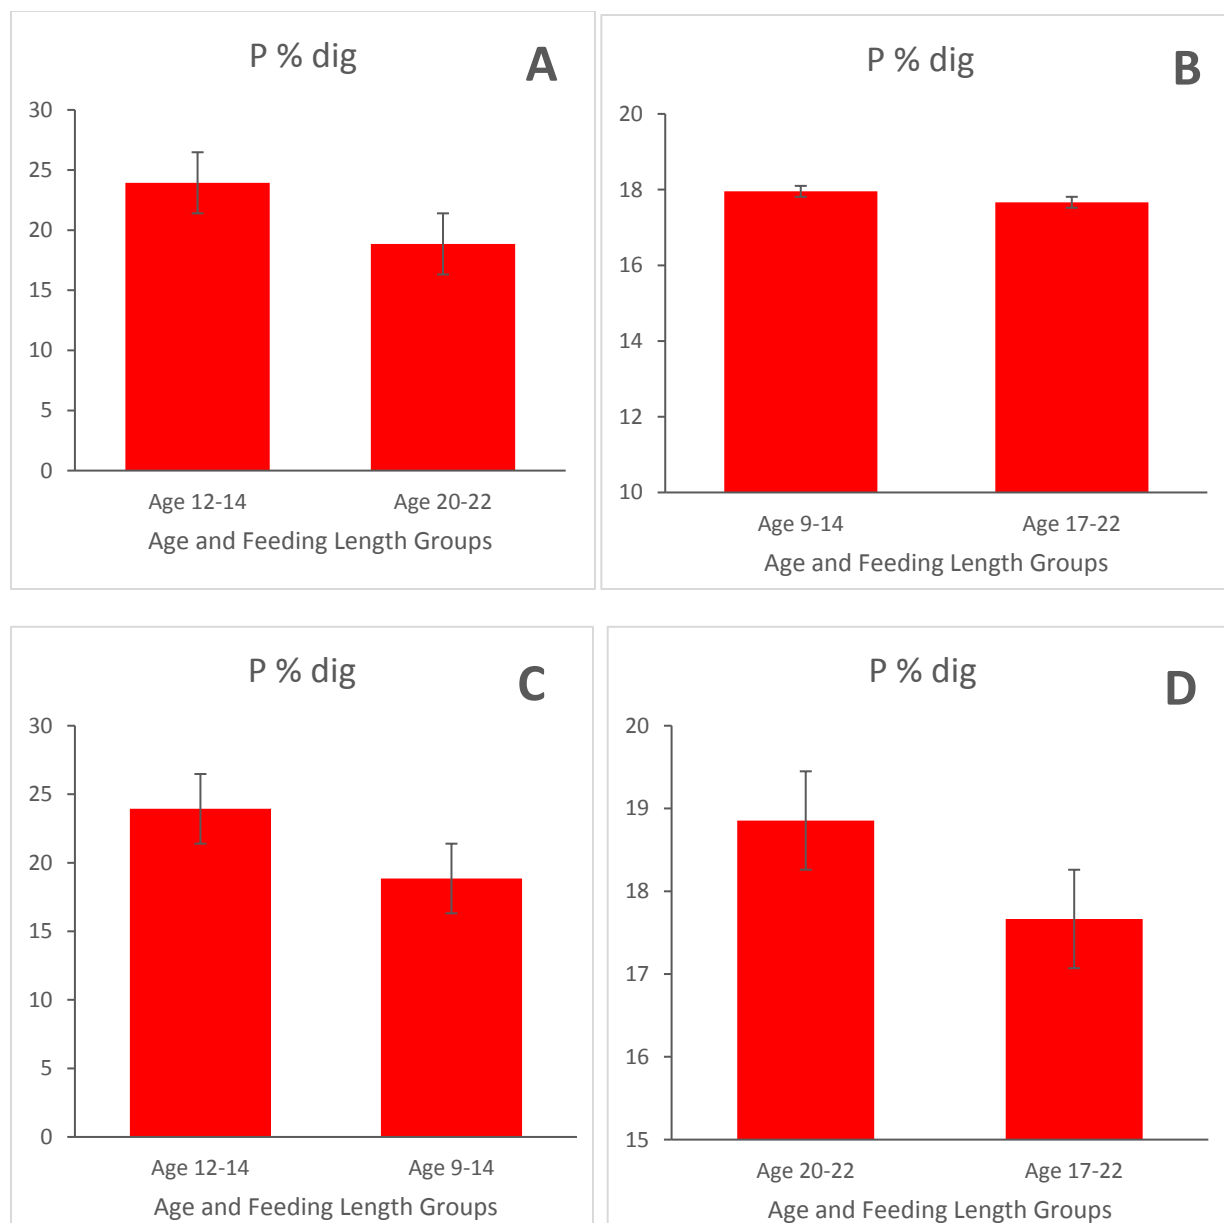 P % dig
A
30
25
20
15
10
5
0
Age 12-14 Age 20-22
Age and Feeding Length Groups
P % dig
B
20
18
16
14
12
10
Age 9-14 Age 17-22
Age and Feeding Length Groups
P % dig
C
30
25
20
15
10
5
0
Age 12-14 Age 9-14
Age and Feeding Length Groups
P % dig
D
20
19
18
17
16
15
Age 20-22 Age 17-22
Age and Feeding Length Groups